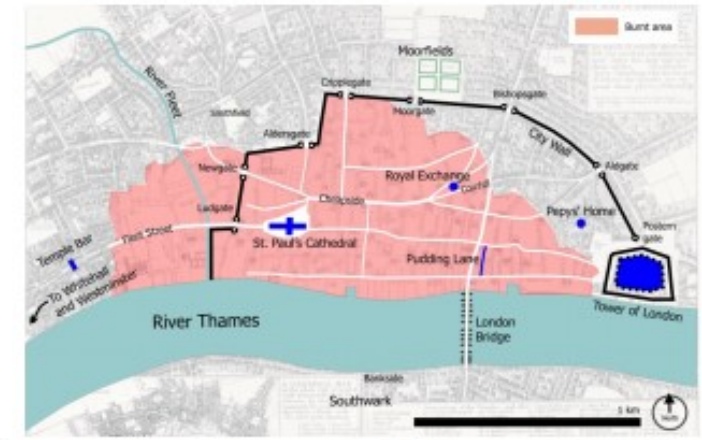 Burnt area
Moorfields
River Fleet
Cripplegate
Bishopsgate
Moorgate
Smithfield
Aldersgate
City Wall
Newgate
Aldgate
Royal Exchange
Cornhill
Cheapside
Ludgate
Pepys' Home
Fleet Street
Postern
gate
St. Paul's Cathedral
Temple Bar
Pudding Lane
To Whitehall
and Westminster
Tower of London
River Thames
London
Bridge
Bankside
Southwark
1 km